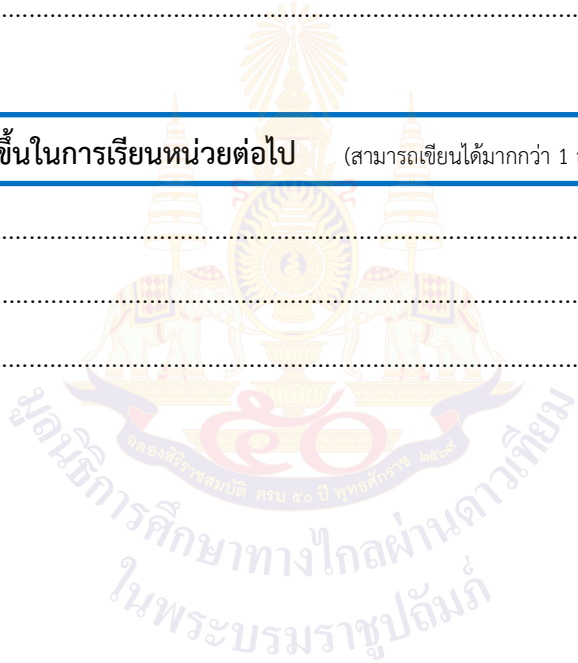 ขึ้นในการเรียนหน่วยต่อไป (สามารถเขียนได้มากกว่า 1
ฉลองสิริราชสมบัติ ครบ ๕๐ ปี พุทธศักราช ๒๕๓๙
มูลนิธิการศึกษาทางไกลผ่านดาวเทียม
ในพระบรมราชูปถัมภ์